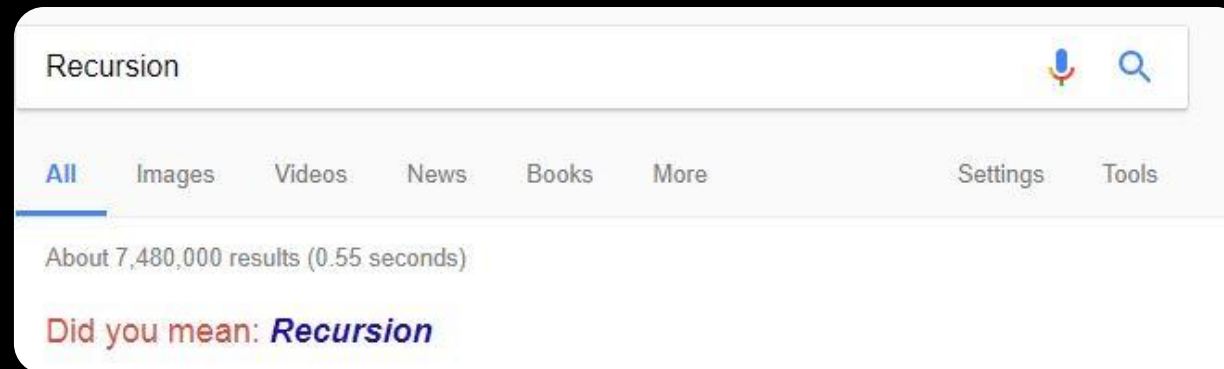 Recursion
All Images Videos News Books More Settings Tools
About 7,480,000 results (0.55 seconds)
Did you mean: Recursion